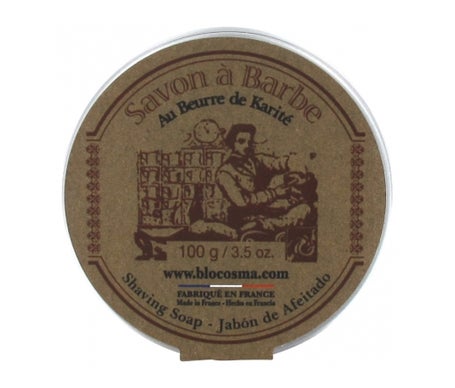 Savon à Barbe
Au Beurre de Karité
100 g / 3.5 oz.
www.blocosma.com
FABRIQUÉ EN FRANCE
Made in France - Hecho en Francia
Shaving Soap - Jabón de Afeitado